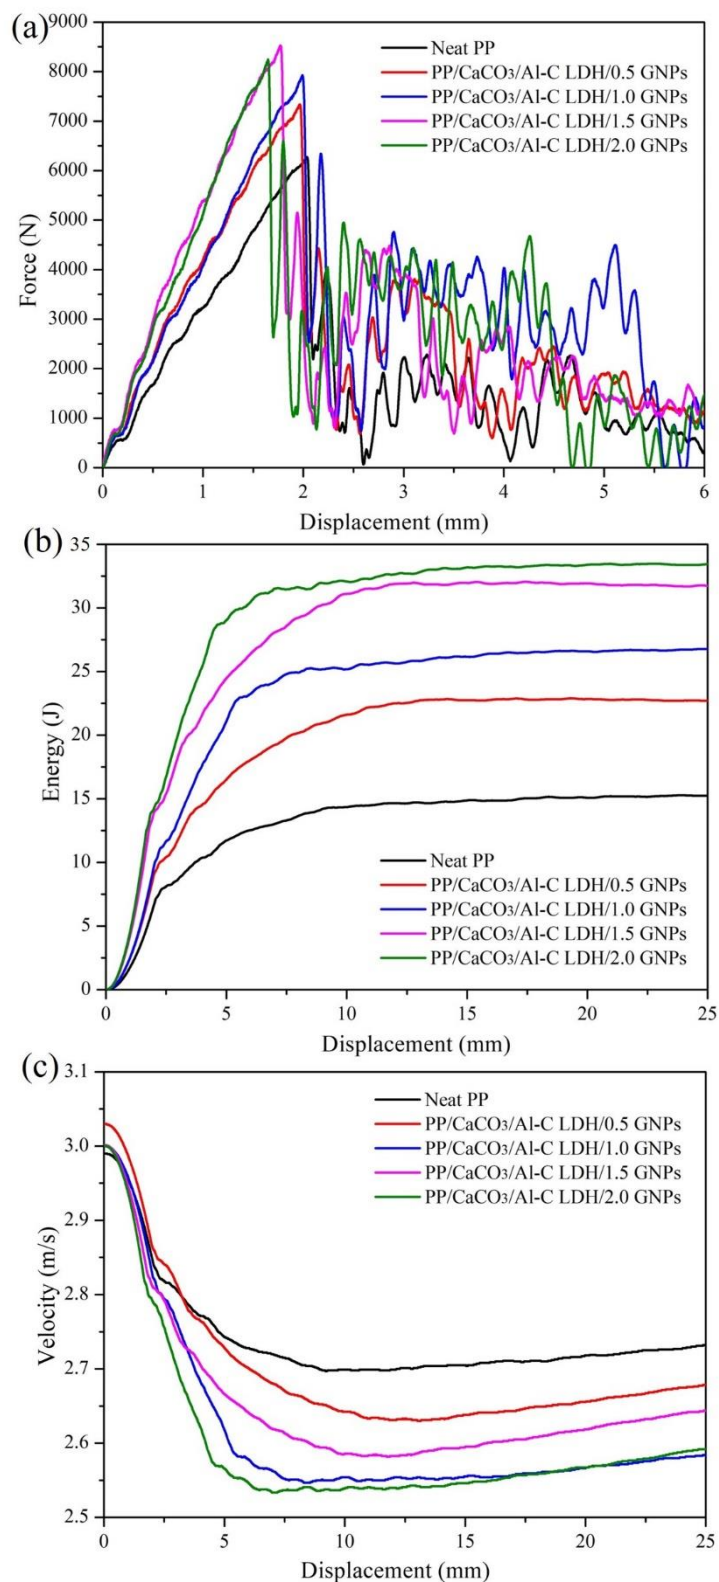 (a)
9000
8000
7000
6000
5000
4000
3000
2000
1000
0
Force (N)
Neat PP
PP/CaCO₃/Al-C LDH/0.5 GNPs
PP/CaCO₃/Al-C LDH/1.0 GNPs
PP/CaCO₃/Al-C LDH/1.5 GNPs
PP/CaCO₃/Al-C LDH/2.0 GNPs
0 1 2 3 4 5 6
Displacement (mm)
(b)
35
30
25
20
15
10
5
0
Energy (J)
Neat PP
PP/CaCO₃/Al-C LDH/0.5 GNPs
PP/CaCO₃/Al-C LDH/1.0 GNPs
PP/CaCO₃/Al-C LDH/1.5 GNPs
PP/CaCO₃/Al-C LDH/2.0 GNPs
0 5 10 15 20 25
Displacement (mm)
(c)
3.1
3.0
2.9
2.8
2.7
2.6
2.5
Velocity (m/s)
Neat PP
PP/CaCO₃/Al-C LDH/0.5 GNPs
PP/CaCO₃/Al-C LDH/1.0 GNPs
PP/CaCO₃/Al-C LDH/1.5 GNPs
PP/CaCO₃/Al-C LDH/2.0 GNPs
0 5 10 15 20 25
Displacement (mm)